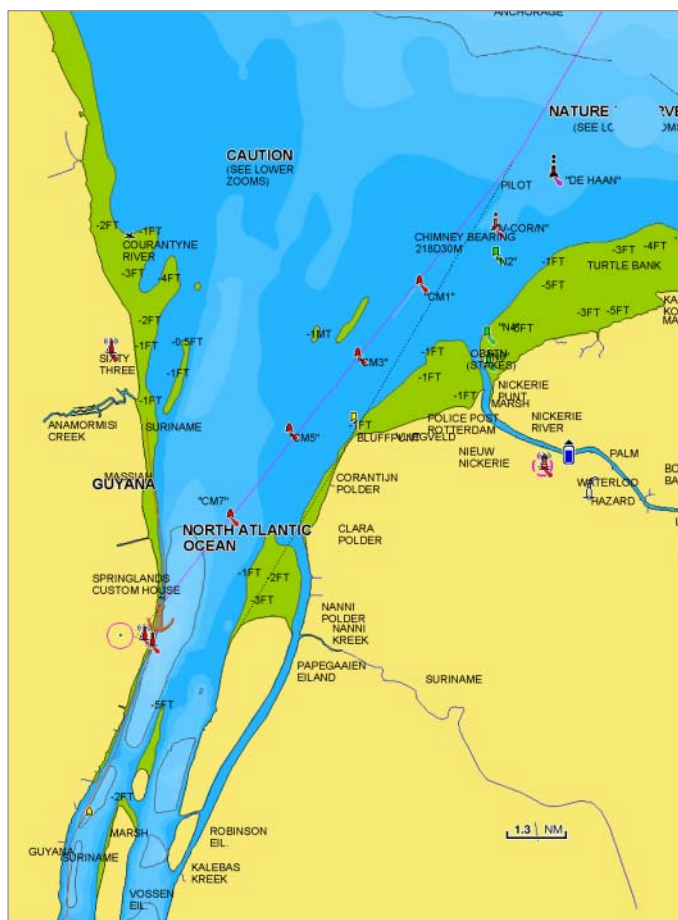 ANCHORAGE
NATURE
(SEE LO
CAUTION
(SEE LOWER
ZOOMS)
"DE HAAN"
PILOT
-2FT
-1FT
COURANTYNE
RIVER
CHIMNEY BEARING
218D30M
V-COR/N"
N2"
-3FT
-4FT
TURTLE BANK
-1FT
-5FT
-3FT
-4FT
"CM1"
-3FT
-5FT
-2FT
-1FT
-0.5FT
-1MT
SIXTY
THREE
-1FT
"CM3"
-1FT
-1FT
OBSTN
(STAKES)
-1FT
NICKERIE
PUNT
MARSH
ANAMORMISI
CREEK
SURINAME
"CM5"
-1FT
BLUFFPUNT
POLICE POST
ROTTERDAM
NICKERIE
RIVER
NIEUW
NICKERIE
PALM
GUYANA
CORANTIJN
POLDER
WATERLOO
HAZARD
"CM7"
NORTH ATLANTIC
OCEAN
CLARA
POLDER
SPRINGLANDS
CUSTOM HOUSE
-1FT
-2FT
-3FT
NANNI
POLDER
NANNI
KREEK
PAPEGAAIEN
EILAND
SURINAME
2
-5FT
-2FT
MARSH
ROBINSON
EIL.
1.3 NM
GUYANA
SURINAME
KALEBAS
KREEK
VOSSEN
EIL.